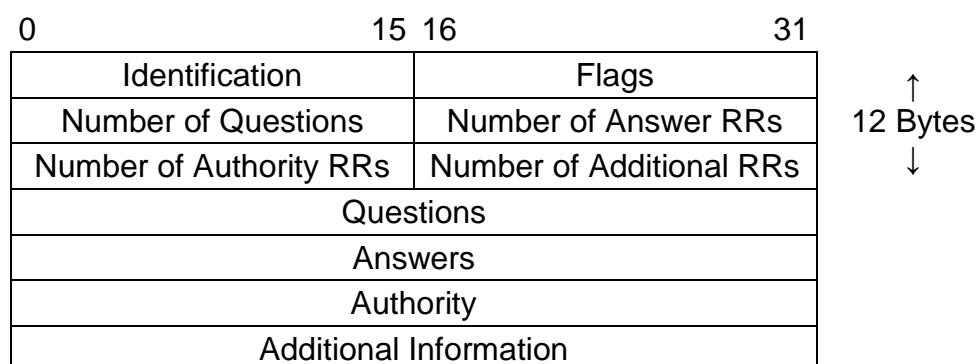 0 15 16 31
Identification Flags ↑
Number of Questions Number of Answer RRs 12 Bytes
Number of Authority RRs Number of Additional RRs ↓
Questions
Answers
Authority
Additional Information